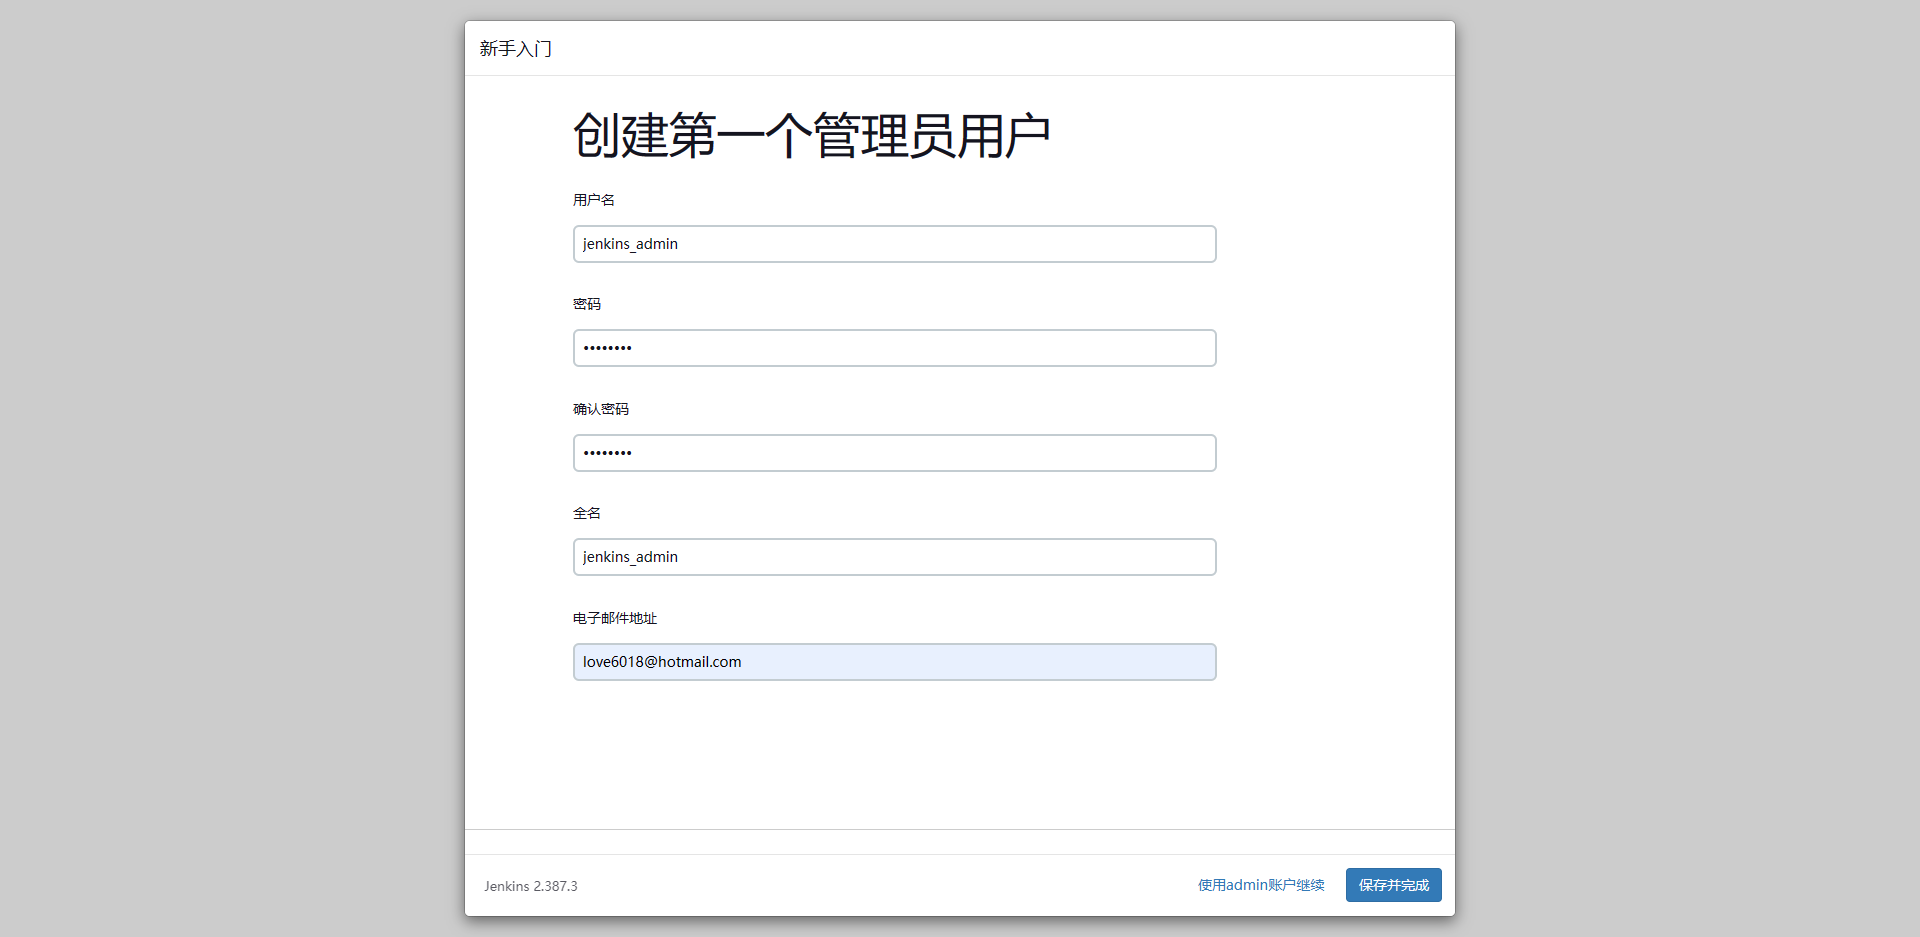 新手入门
创建第一个管理员用户
用户名
jenkins_admin
密码
••••••••
确认密码
••••••••
全名
jenkins_admin
电子邮件地址
love6018@hotmail.com
Jenkins 2.387.3
使用admin账户继续
保存并完成